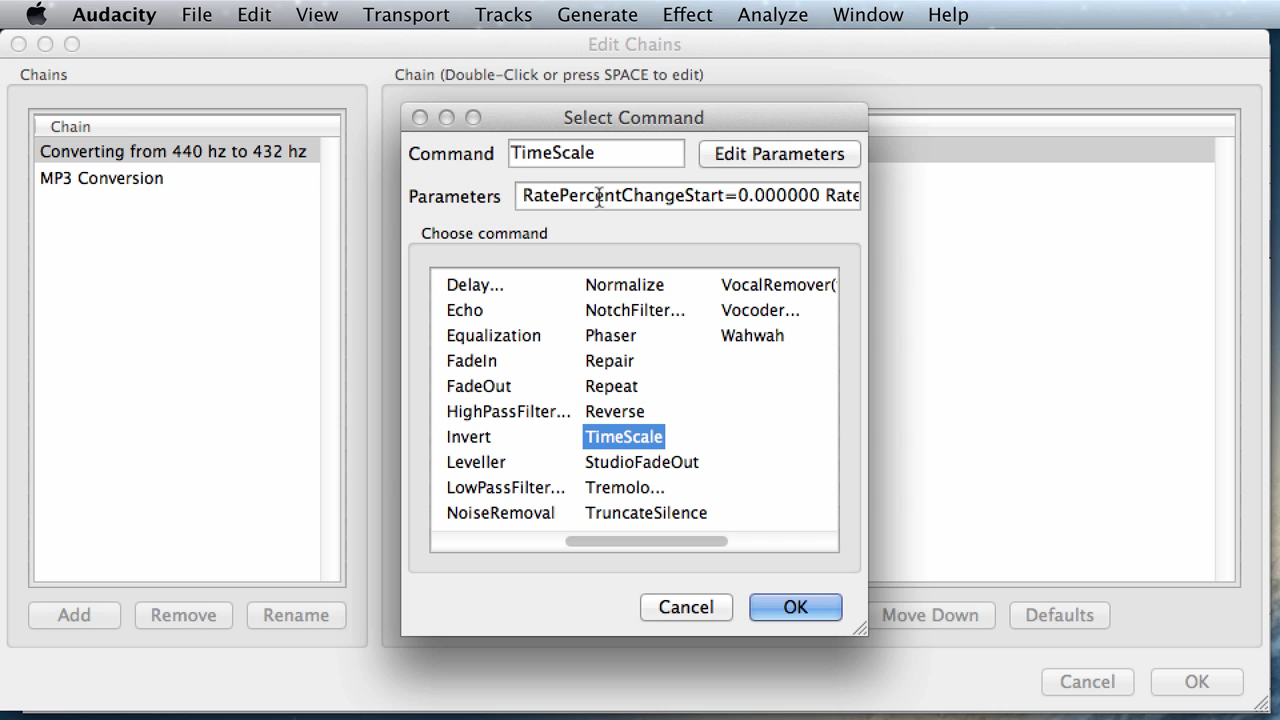 Audacity File Edit View Transport Tracks Generate Effect Analyze Window Help
Edit Chains
Chains
Chain (Double-Click or press SPACE to edit)
Chain
Converting from 440 hz to 432 hz
MP3 Conversion
Add Remove Rename
Select Command
Command TimeScale Edit Parameters
Parameters RatePercentChangeStart=0.000000 Rate
Choose command
Delay... Normalize VocalRemover(
Echo NotchFilter... Vocoder...
Equalization Phaser Wahwah
FadeIn Repair
FadeOut Repeat
HighPassFilter... Reverse
Invert TimeScale
Leveller StudioFadeOut
LowPassFilter... Tremolo...
NoiseRemoval TruncateSilence
Cancel OK
Move Down Defaults
Cancel OK